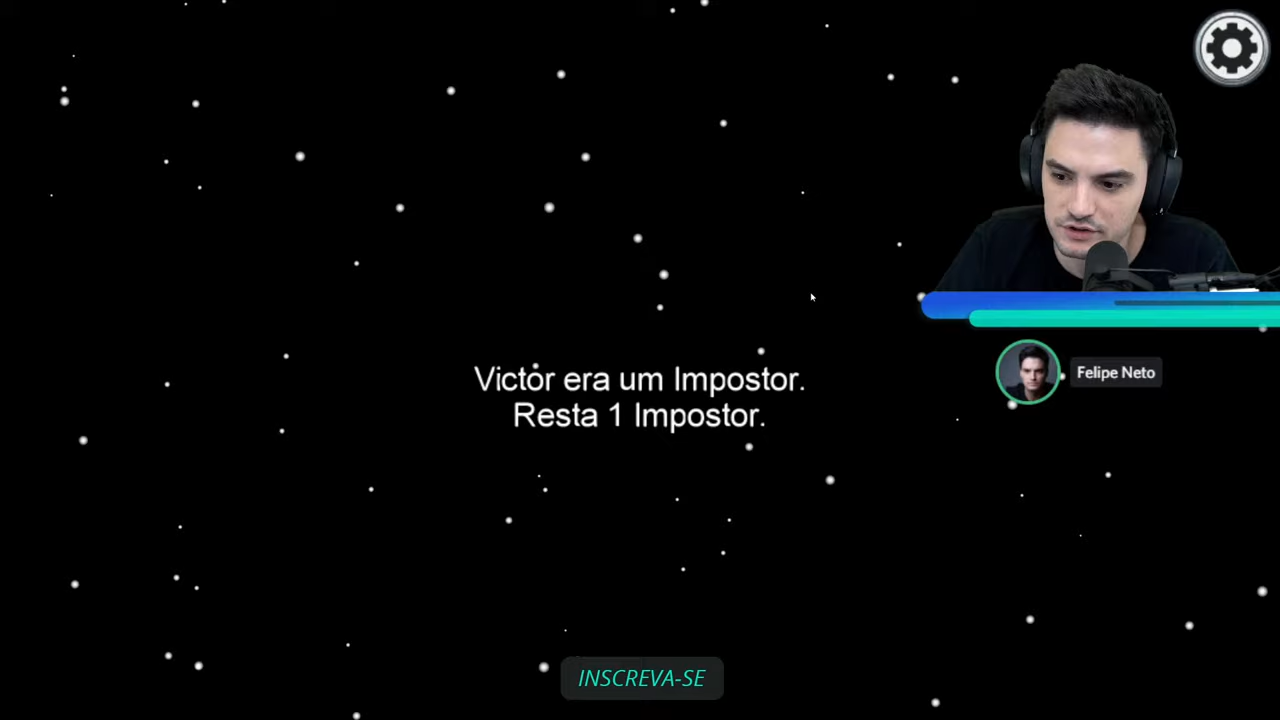 Victor era um Impostor.
Resta 1 Impostor.
Felipe Neto
INSCREVA-SE